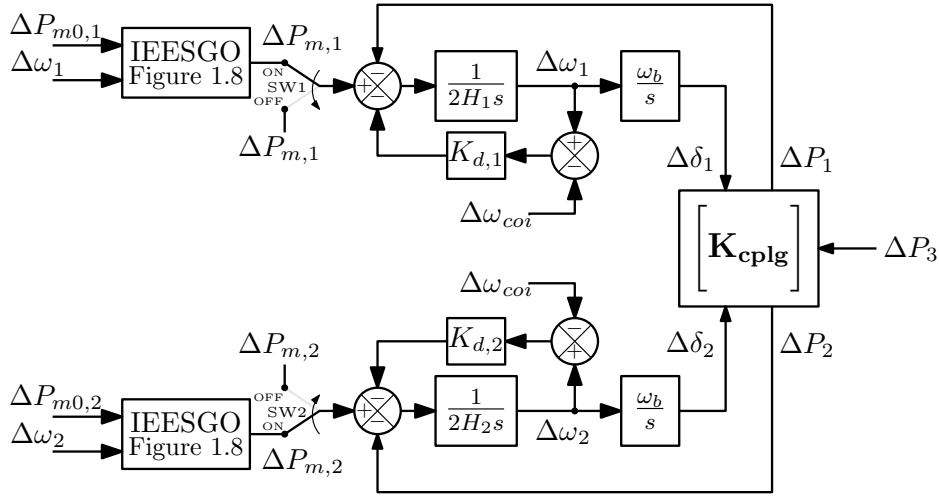 ΔP_{m0,1}
Δω_1
IEESGO
Figure 1.8
ΔP_{m,1}
ON
SW1
OFF
ΔP_{m,1}
+ − −
1
2H_1 s
Δω_1
ω_b
s
K_{d,1}
+
−
Δω_{coi}
Δδ_1
ΔP_1
[K_{cplg}]
ΔP_3
Δω_{coi}
−
+
K_{d,2}
Δδ_2
ΔP_2
ΔP_{m,2}
OFF
SW2
ON
ΔP_{m,2}
ΔP_{m0,2}
Δω_2
IEESGO
Figure 1.8
+ − −
1
2H_2 s
Δω_2
ω_b
s